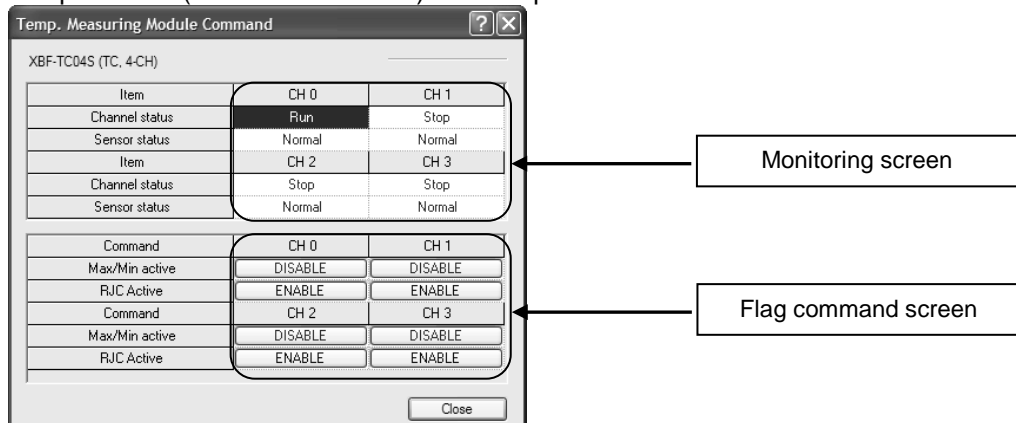 Temp. Measuring Module Command
XBF-TC04S (TC, 4-CH)
Item CH 0 CH 1
Channel status Run Stop
Sensor status Normal Normal
Item CH 2 CH 3
Channel status Stop Stop
Sensor status Normal Normal
Monitoring screen
Command CH 0 CH 1
Max/Min active DISABLE DISABLE
RJC Active ENABLE ENABLE
Command CH 2 CH 3
Max/Min active DISABLE DISABLE
RJC Active ENABLE ENABLE
Flag command screen
Close